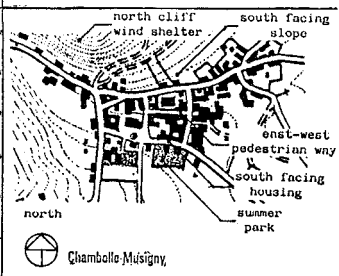 north cliff
wind shelter
south facing
slope
east-west
pedestrian way
south facing
housing
summer
park
north
Chambolle-Musigny,